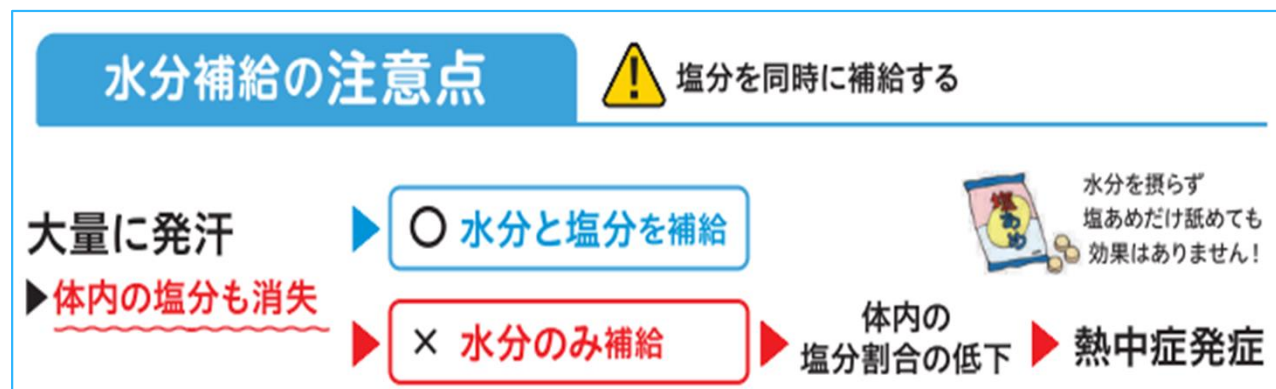 水分補給の注意点
塩分を同時に補給する
大量に発汗
▶体内の塩分も消失
○ 水分と塩分を補給
× 水分のみ補給
体内の
塩分割合の低下
熱中症発症
塩あめ
水分を摂らず
塩あめだけ舐めても
効果はありません!